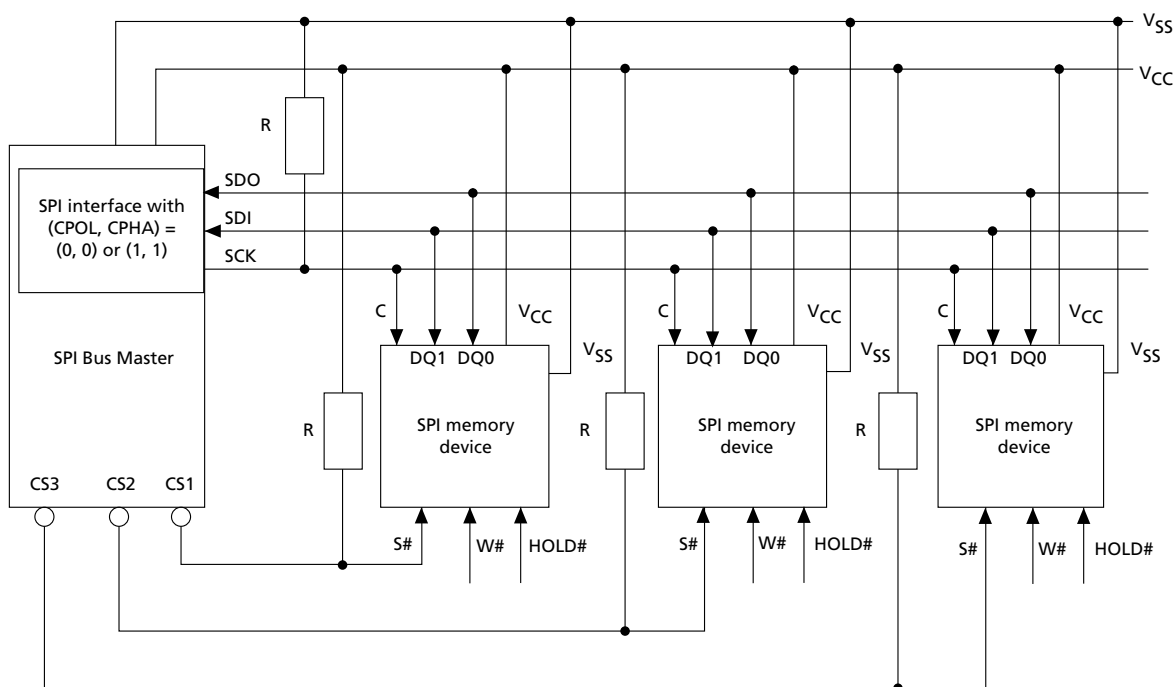 VSS
VCC
R
SDO
SPI interface with
(CPOL, CPHA) =
(0, 0) or (1, 1)
SDI
SCK
SPI Bus Master
C
VCC
VSS
DQ1 DQ0
SPI memory
device
R
C
VCC
VSS
DQ1 DQ0
SPI memory
device
R
C
VCC
VSS
DQ1 DQ0
SPI memory
device
R
CS3 CS2 CS1
S# W# HOLD#
S# W# HOLD#
S# W# HOLD#